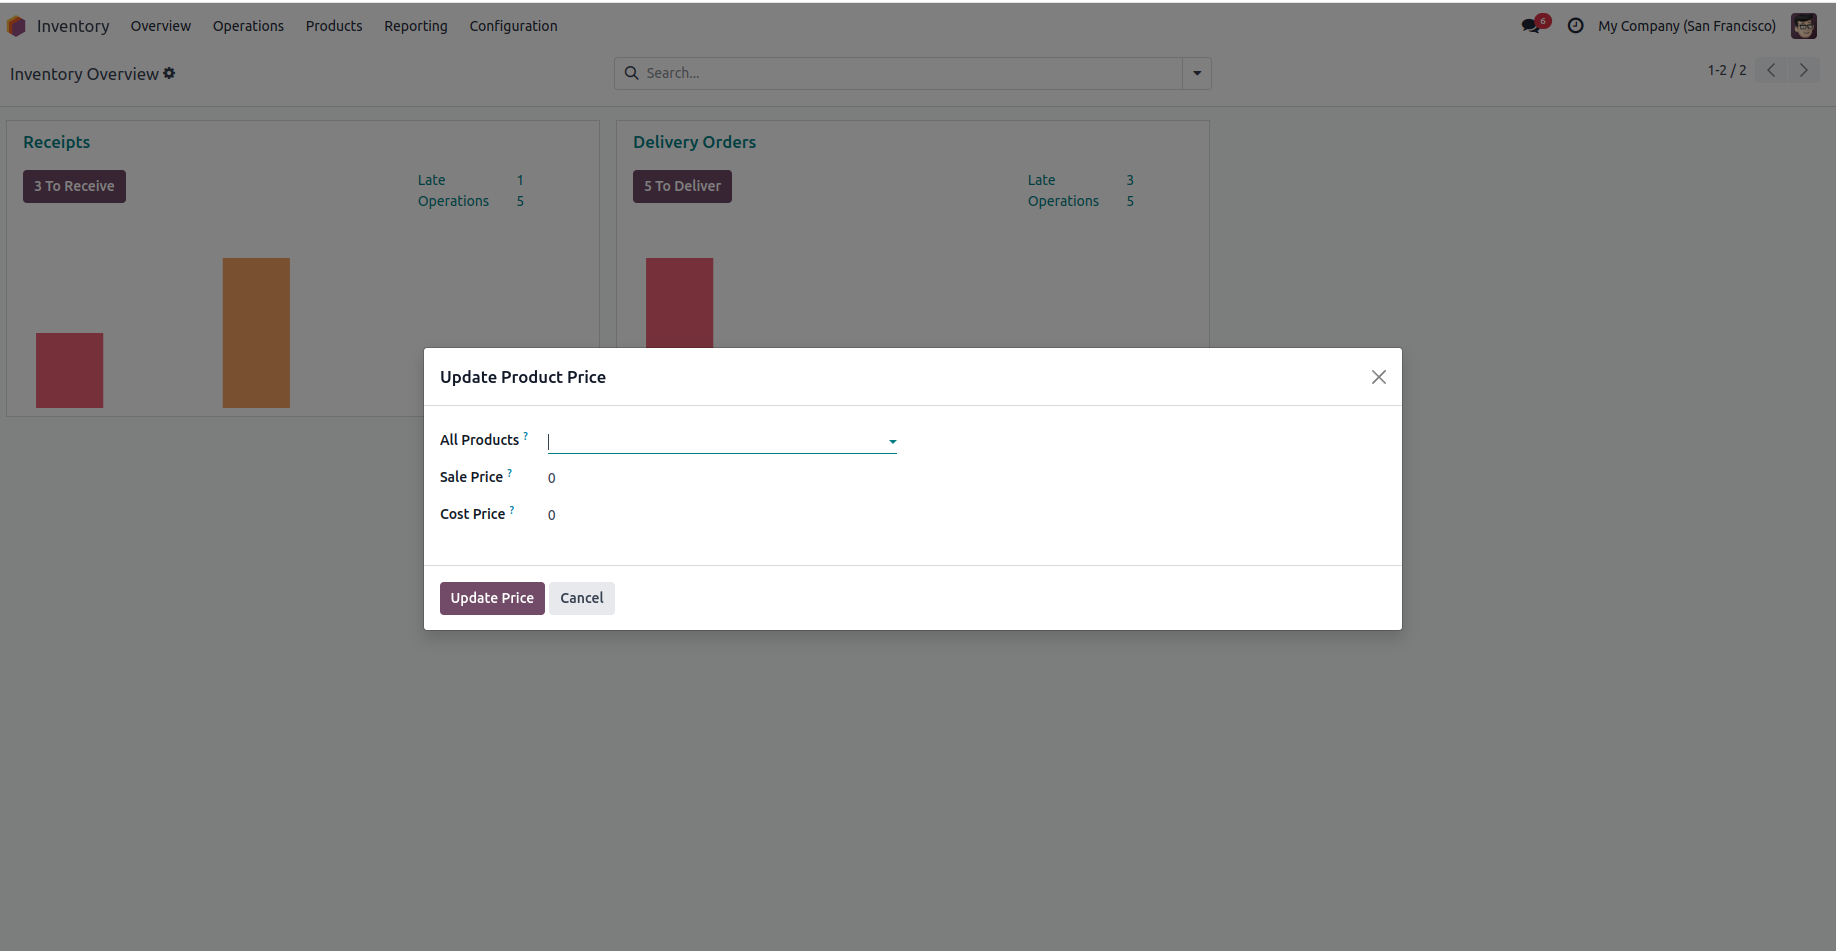 Inventory Overview Operations Products Reporting Configuration 6 My Company (San Francisco)
Inventory Overview Search... 1-2 / 2
Receipts Delivery Orders
3 To Receive Late 1 5 To Deliver Late 3
Operations 5 Operations 5
Update Product Price
All Products ?
Sale Price ? 0
Cost Price ? 0
Update Price Cancel